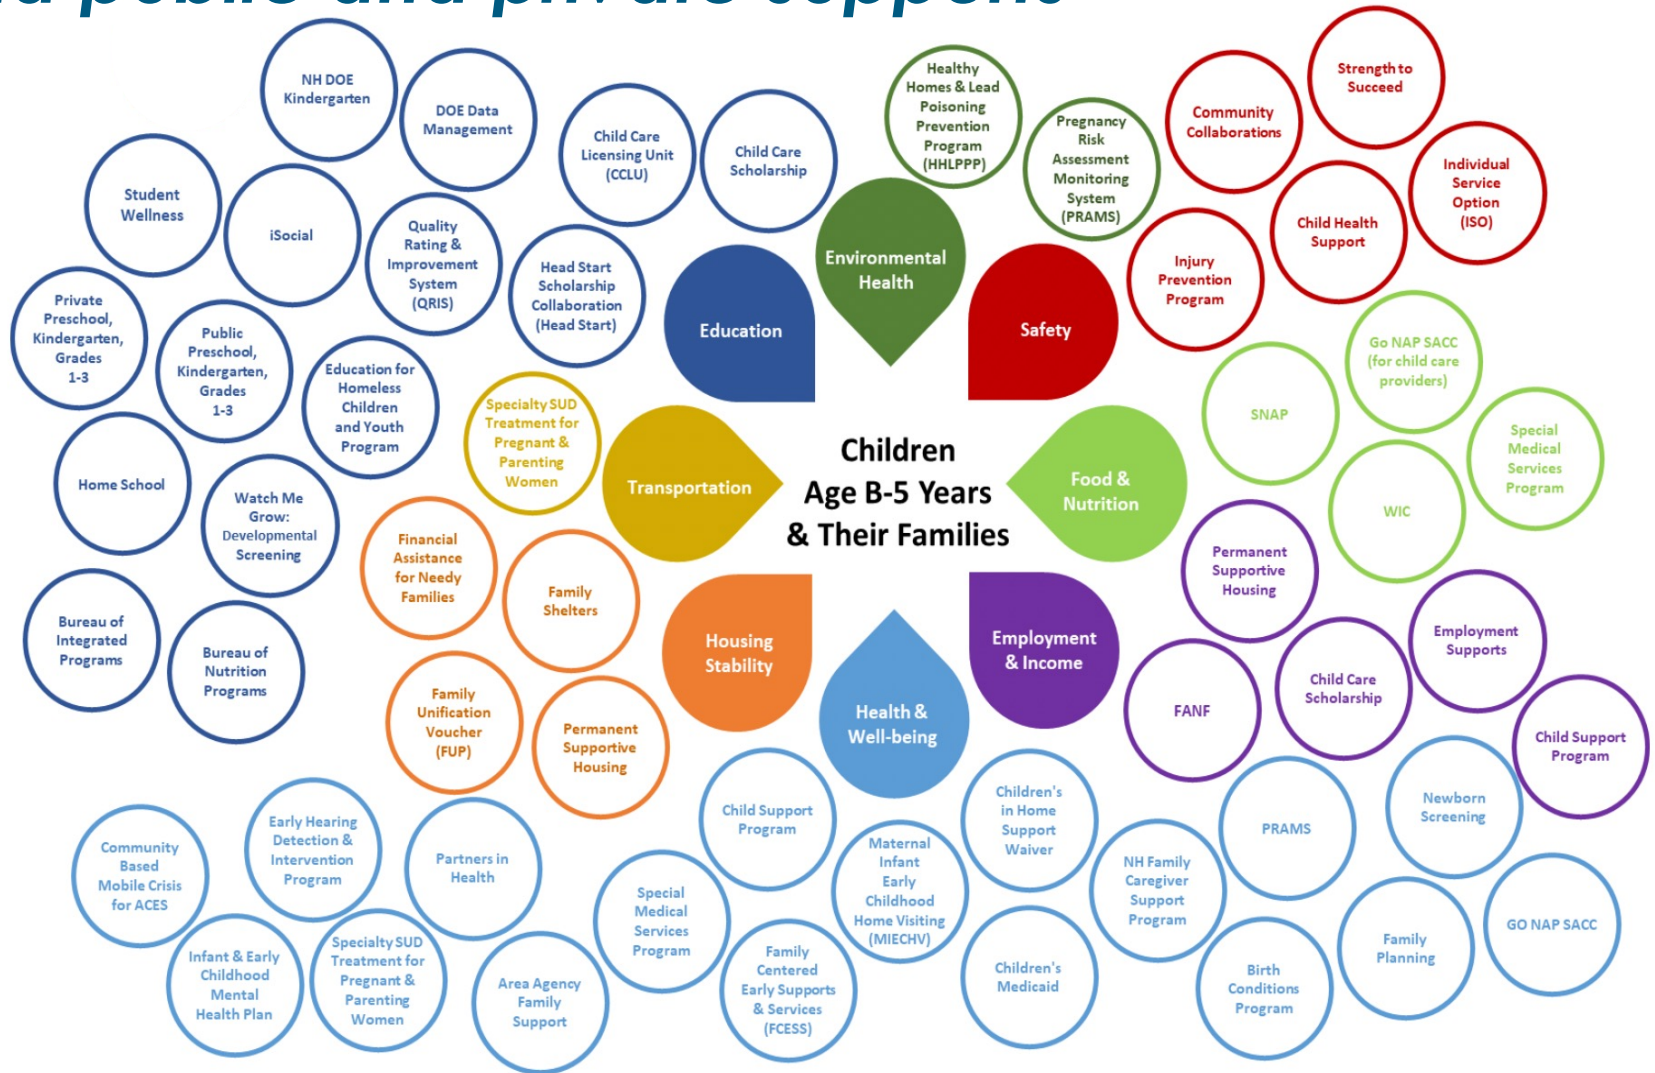 public and private support
NH DOE
Kindergarten
DOE Data
Management
Child Care
Licensing Unit
(CCLU)
Child Care
Scholarship
Student
Wellness
iSocial
Quality
Rating &
Improvement
System
(QRIS)
Head Start
Scholarship
Collaboration
(Head Start)
Private
Preschool,
Kindergarten,
Grades
1-3
Public
Preschool,
Kindergarten,
Grades
1-3
Education for
Homeless
Children
and Youth
Program
Home School
Watch Me
Grow:
Developmental
Screening
Bureau of
Integrated
Programs
Bureau of
Nutrition
Programs
Education
Healthy
Homes & Lead
Poisoning
Prevention
Program
(HHLPPP)
Pregnancy
Risk
Assessment
Monitoring
System
(PRAMS)
Environmental
Health
Community
Collaborations
Strength to
Succeed
Individual
Service
Option
(ISO)
Child Health
Support
Injury
Prevention
Program
Safety
Specialty SUD
Treatment for
Pregnant &
Parenting
Women
Transportation
Children
Age B-5 Years
& Their Families
Food &
Nutrition
SNAP
Go NAP SACC
(for child care
providers)
Special
Medical
Services
Program
WIC
Financial
Assistance
for Needy
Families
Family
Shelters
Family
Unification
Voucher
(FUP)
Permanent
Supportive
Housing
Housing
Stability
Employment
& Income
Permanent
Supportive
Housing
Employment
Supports
Child Care
Scholarship
FANF
Child Support
Program
Health &
Well-being
Community
Based
Mobile Crisis
for ACES
Early Hearing
Detection &
Intervention
Program
Partners in
Health
Infant & Early
Childhood
Mental
Health Plan
Specialty SUD
Treatment for
Pregnant &
Parenting
Women
Area Agency
Family
Support
Special
Medical
Services
Program
Child Support
Program
Family
Centered
Early Supports
& Services
(FCESS)
Maternal
Infant
Early
Childhood
Home Visiting
(MIECHV)
Children's
in Home
Support
Waiver
Children's
Medicaid
NH Family
Caregiver
Support
Program
PRAMS
Birth
Conditions
Program
Newborn
Screening
Family
Planning
GO NAP SACC